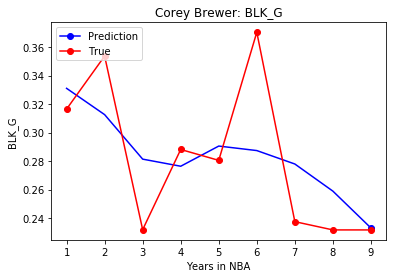 Corey Brewer: BLK_G
Prediction
True
0.36
0.34
0.32
0.30
0.28
0.26
0.24
BLK_G
1 2 3 4 5 6 7 8 9
Years in NBA